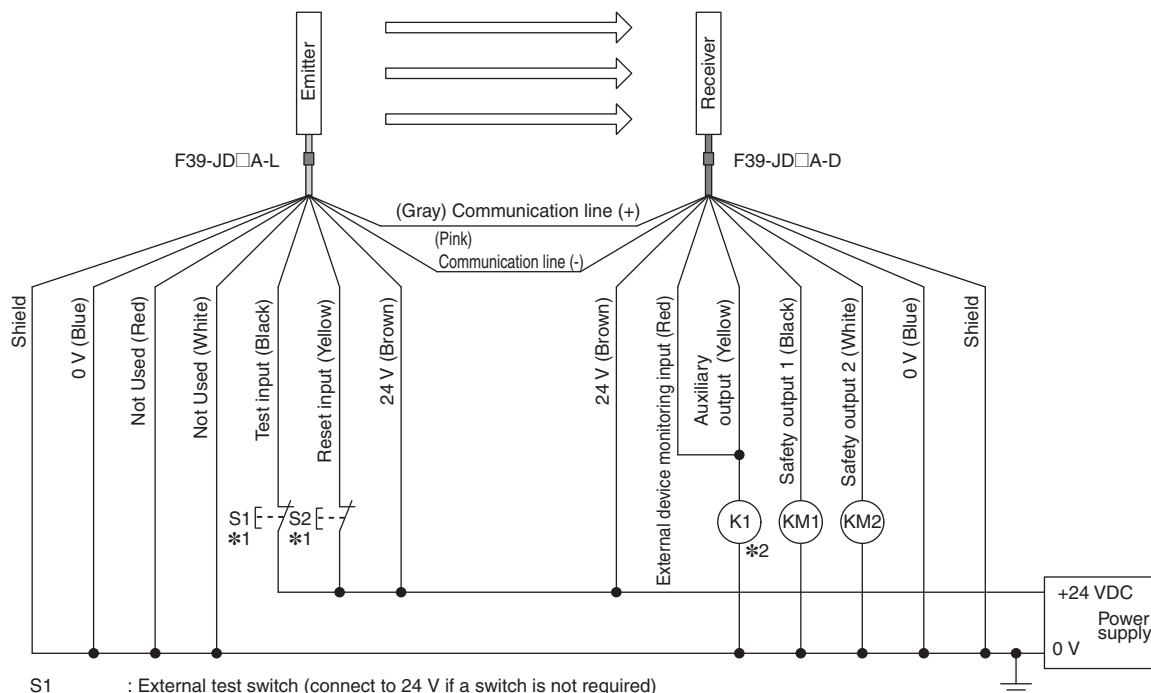 Emitter
Receiver
F39-JD□A-L
F39-JD□A-D
(Gray) Communication line (+)
(Pink)
Communication line (-)
Shield
0 V (Blue)
Not Used (Red)
Not Used (White)
Test input (Black)
Reset input (Yellow)
24 V (Brown)
24 V (Brown)
External device monitoring input (Red)
Auxiliary
output (Yellow)
Safety output 1 (Black)
Safety output 2 (White)
0 V (Blue)
Shield
S1
*1
S2
*1
K1
*2
KM1
KM2
+24 VDC
Power
supply
0 V
S1 : External test switch (connect to 24 V if a switch is not required)